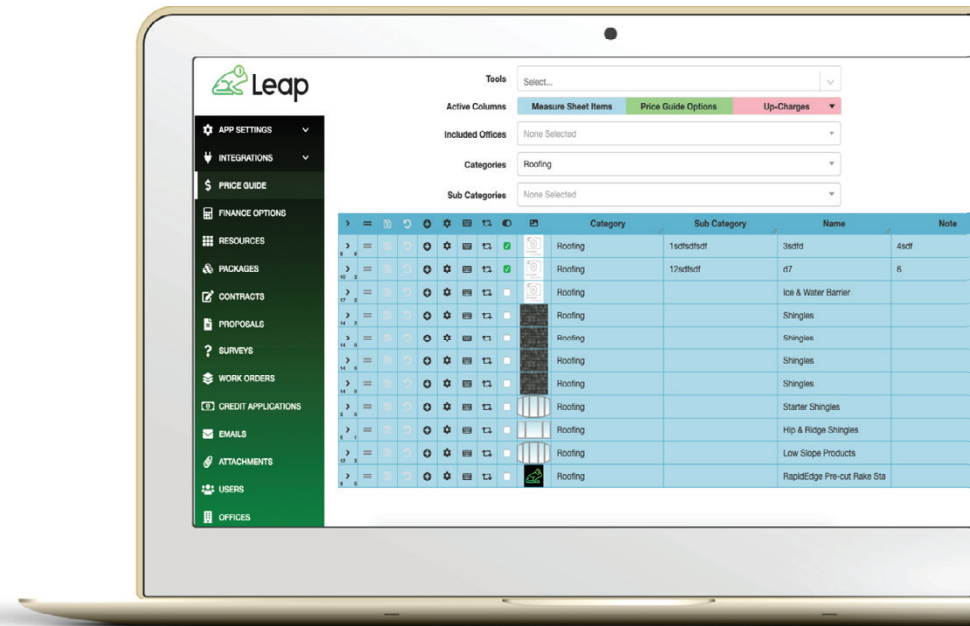 Leap
Tools Select...
Active Columns Measure Sheet Items Price Guide Options Up-Charges
Included Offices None Selected
Categories Roofing
Sub Categories None Selected
APP SETTINGS
INTEGRATIONS
PRICE GUIDE
FINANCE OPTIONS
RESOURCES
PACKAGES
CONTRACTS
PROPOSALS
SURVEYS
WORK ORDERS
CREDIT APPLICATIONS
EMAILS
ATTACHMENTS
USERS
OFFICES
Category Sub Category Name Note
Roofing 1sdfsdfsdf 3sdfd 4sdf
Roofing 12sdfsdf d7 6
Roofing Ice & Water Barrier
Roofing Shingles
Roofing Shingles
Roofing Shingles
Roofing Shingles
Roofing Starter Shingles
Roofing Hip & Ridge Shingles
Roofing Low Slope Products
Roofing RapidEdge Pre-cut Rake Sta